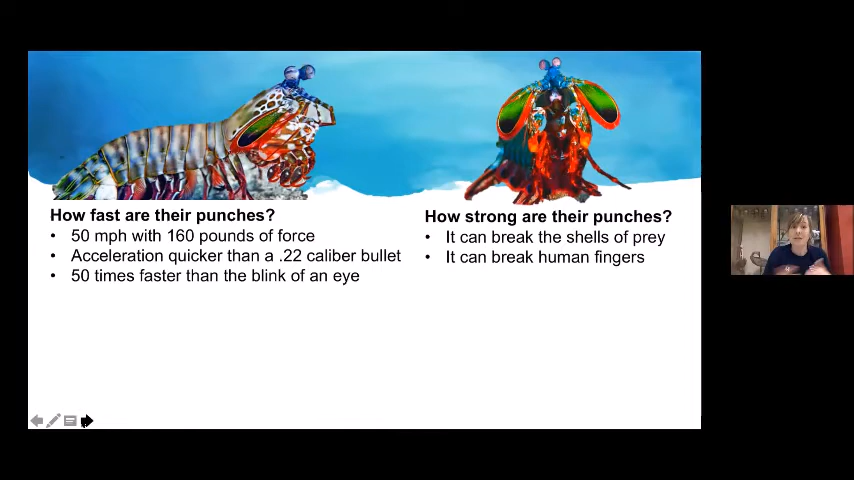 How fast are their punches?
• 50 mph with 160 pounds of force
• Acceleration quicker than a .22 caliber bullet
• 50 times faster than the blink of an eye
How strong are their punches?
• It can break the shells of prey
• It can break human fingers